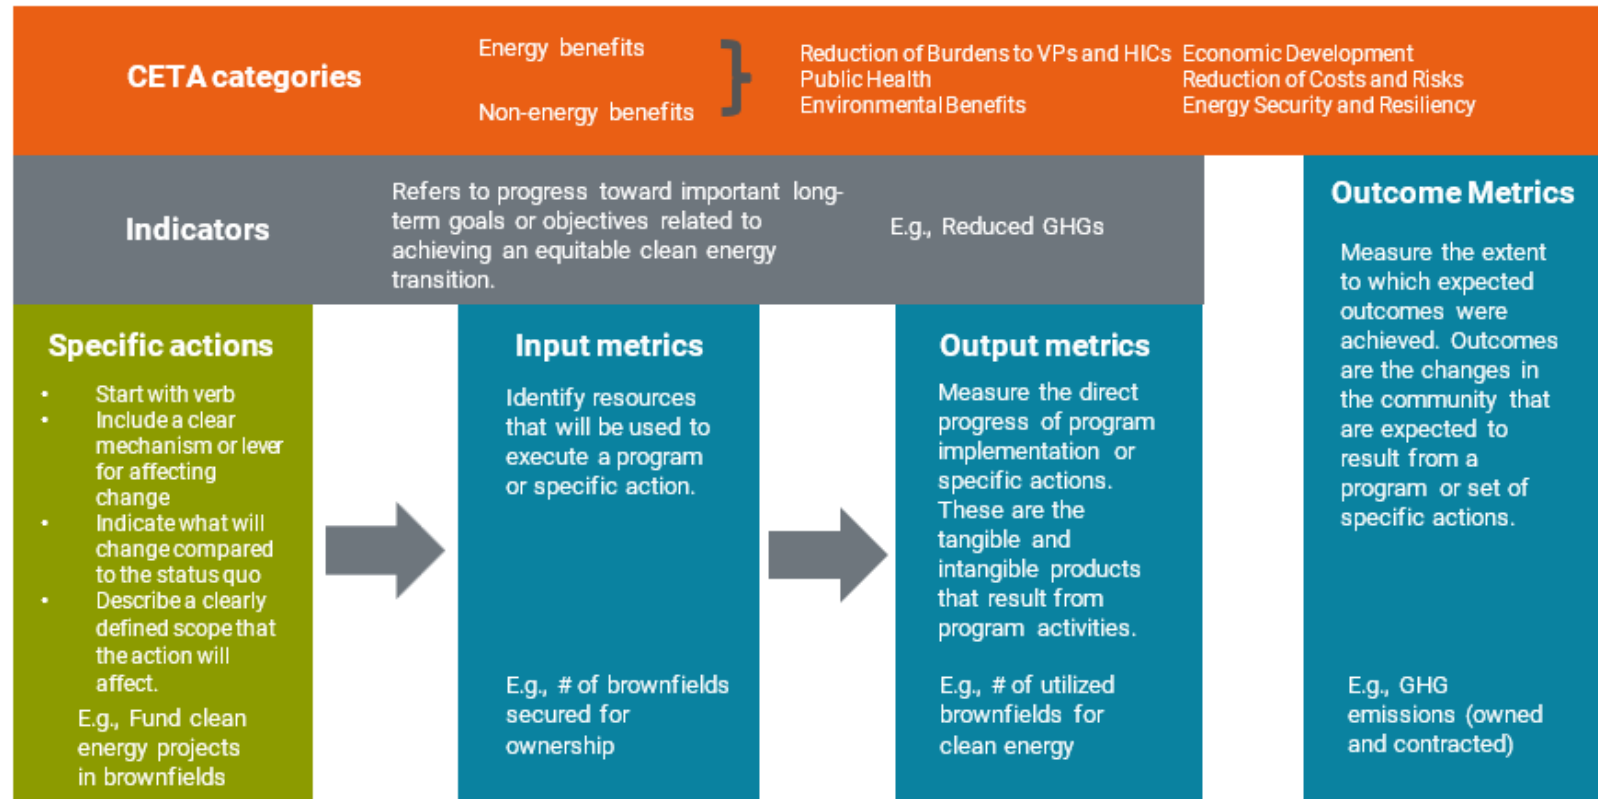 CETA categories
Energy benefits
Non-energy benefits
}
Reduction of Burdens to VPs and HICs
Public Health
Environmental Benefits
Economic Development
Reduction of Costs and Risks
Energy Security and Resiliency
Indicators
Refers to progress toward important long-
term goals or objectives related to
achieving an equitable clean energy
transition.
E.g., Reduced GHGs
Specific actions
• Start with verb
• Include a clear
mechanism or lever
for affecting
change
• Indicate what will
change compared
to the status quo
• Describe a clearly
defined scope that
the action will
affect.
E.g., Fund clean
energy projects
in brownfields
Input metrics
Identify resources
that will be used to
execute a program
or specific action.
E.g., # of brownfields
secured for
ownership
Output metrics
Measure the direct
progress of program
implementation or
specific actions.
These are the
tangible and
intangible products
that result from
program activities.
E.g., # of utilized
brownfields for
clean energy
Outcome Metrics
Measure the extent
to which expected
outcomes were
achieved. Outcomes
are the changes in
the community that
are expected to
result from a
program or set of
specific actions.
E.g., GHG
emissions (owned
and contracted)